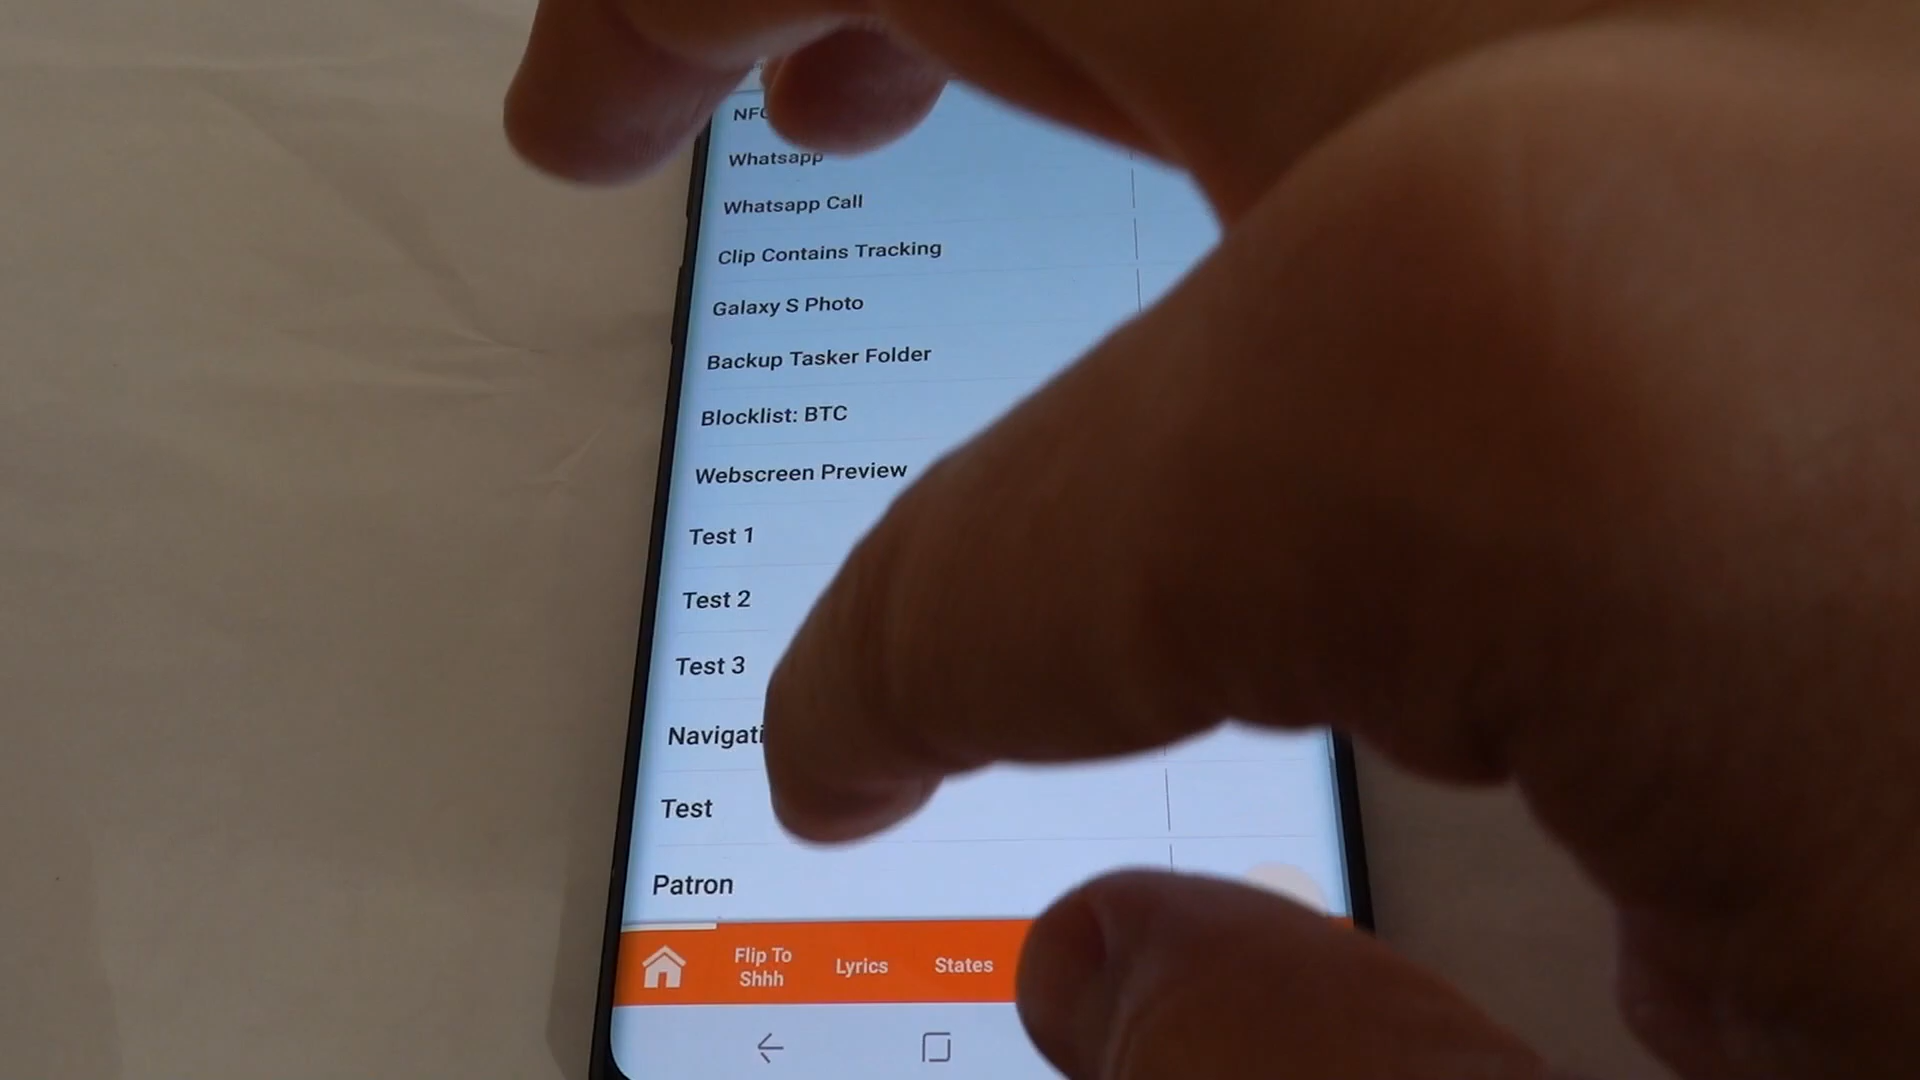 Whatsapp
Whatsapp Call
Clip Contains Tracking
Galaxy S Photo
Backup Tasker Folder
Blocklist: BTC
Webscreen Preview
Test 1
Test 2
Test 3
Test
Patron
Flip To
Shhh
Lyrics
States